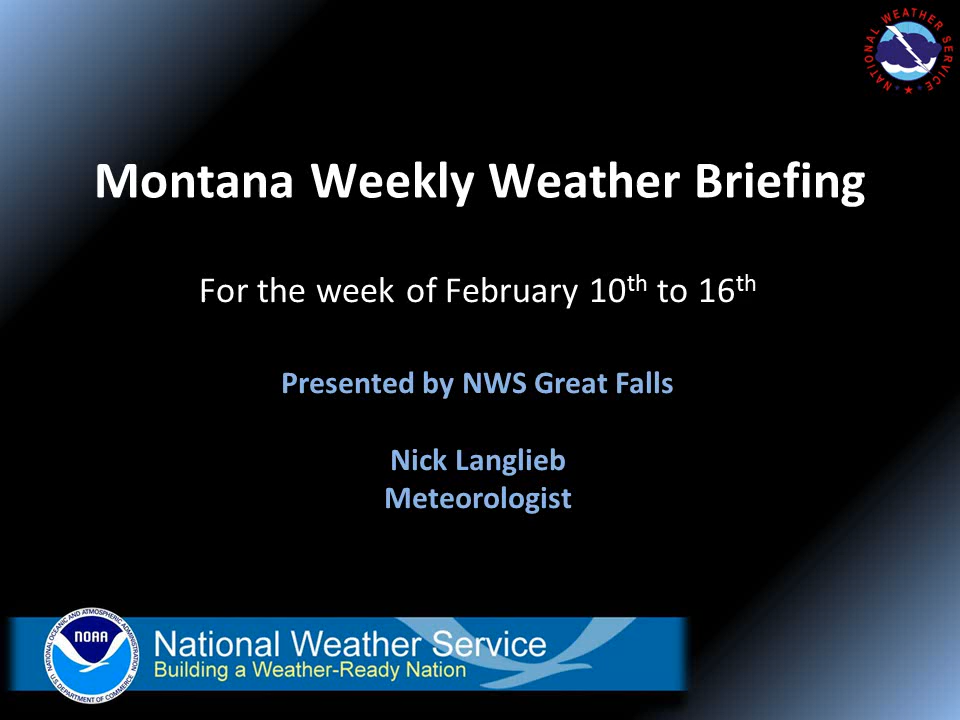 NATIONAL WEATHER SERVICE
Montana Weekly Weather Briefing
For the week of February 10th to 16th
Presented by NWS Great Falls
Nick Langlieb
Meteorologist
NATIONAL OCEANIC AND ATMOSPHERIC ADMINISTRATION
NOAA
U.S. DEPARTMENT OF COMMERCE
National Weather Service
Building a Weather-Ready Nation